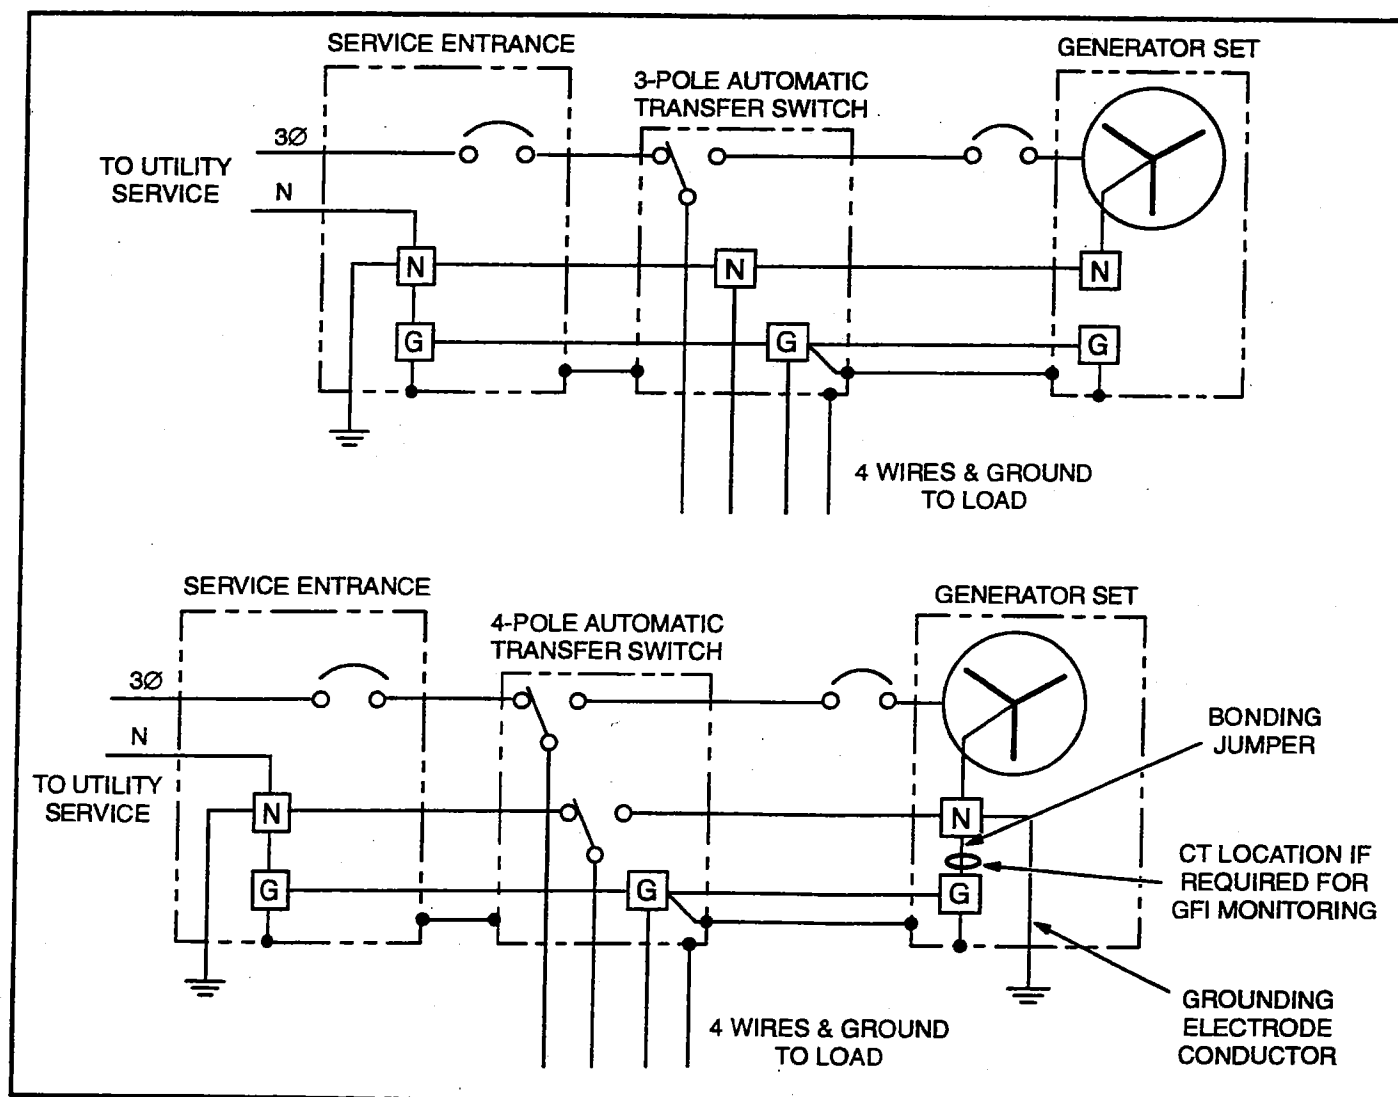 SERVICE ENTRANCE
GENERATOR SET
3-POLE AUTOMATIC
TRANSFER SWITCH
3Ø
TO UTILITY
SERVICE
N
N
N
N
G
G
G
4 WIRES & GROUND
TO LOAD
SERVICE ENTRANCE
GENERATOR SET
4-POLE AUTOMATIC
TRANSFER SWITCH
3Ø
BONDING
JUMPER
N
TO UTILITY
SERVICE
N
N
CT LOCATION IF
REQUIRED FOR
GFI MONITORING
G
G
G
GROUNDING
ELECTRODE
CONDUCTOR
4 WIRES & GROUND
TO LOAD